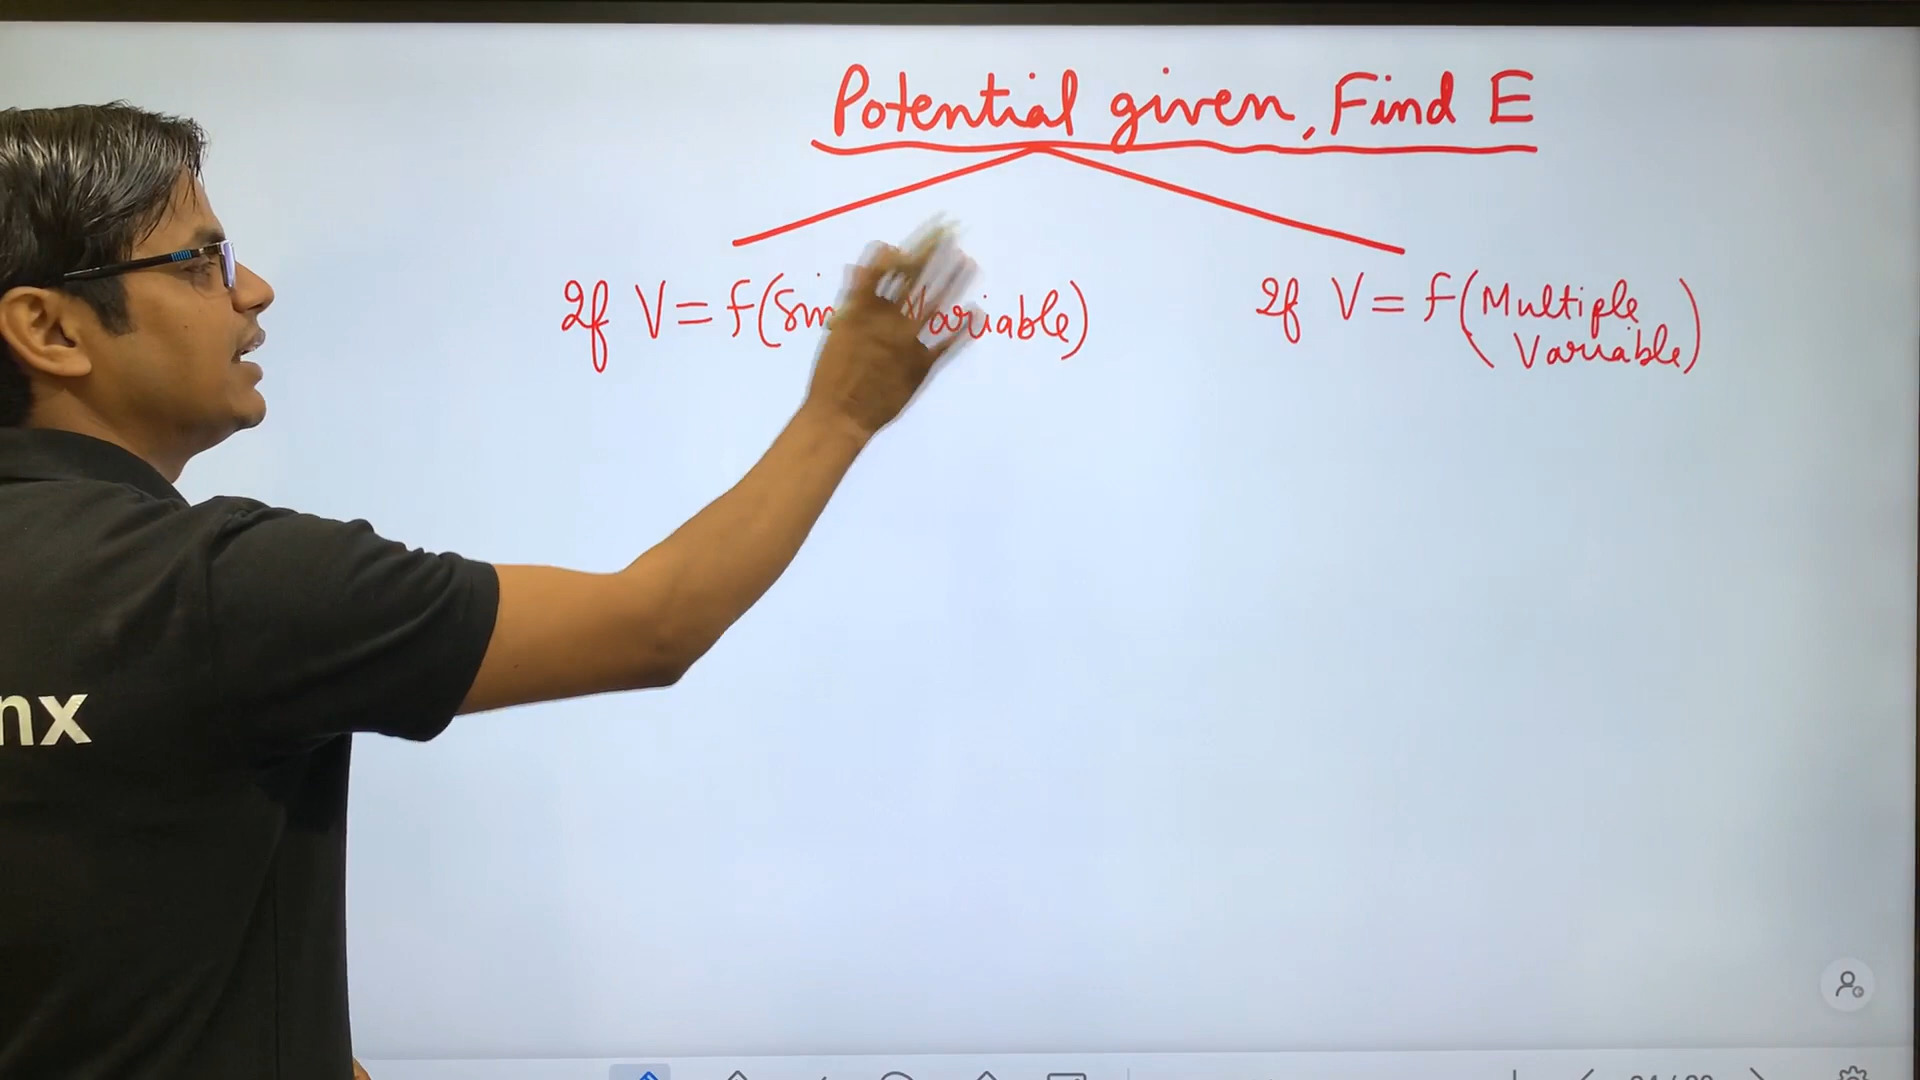 Potential given, Find E
If V = f( Variable)
If V = f(Multiple
Variable)
nx